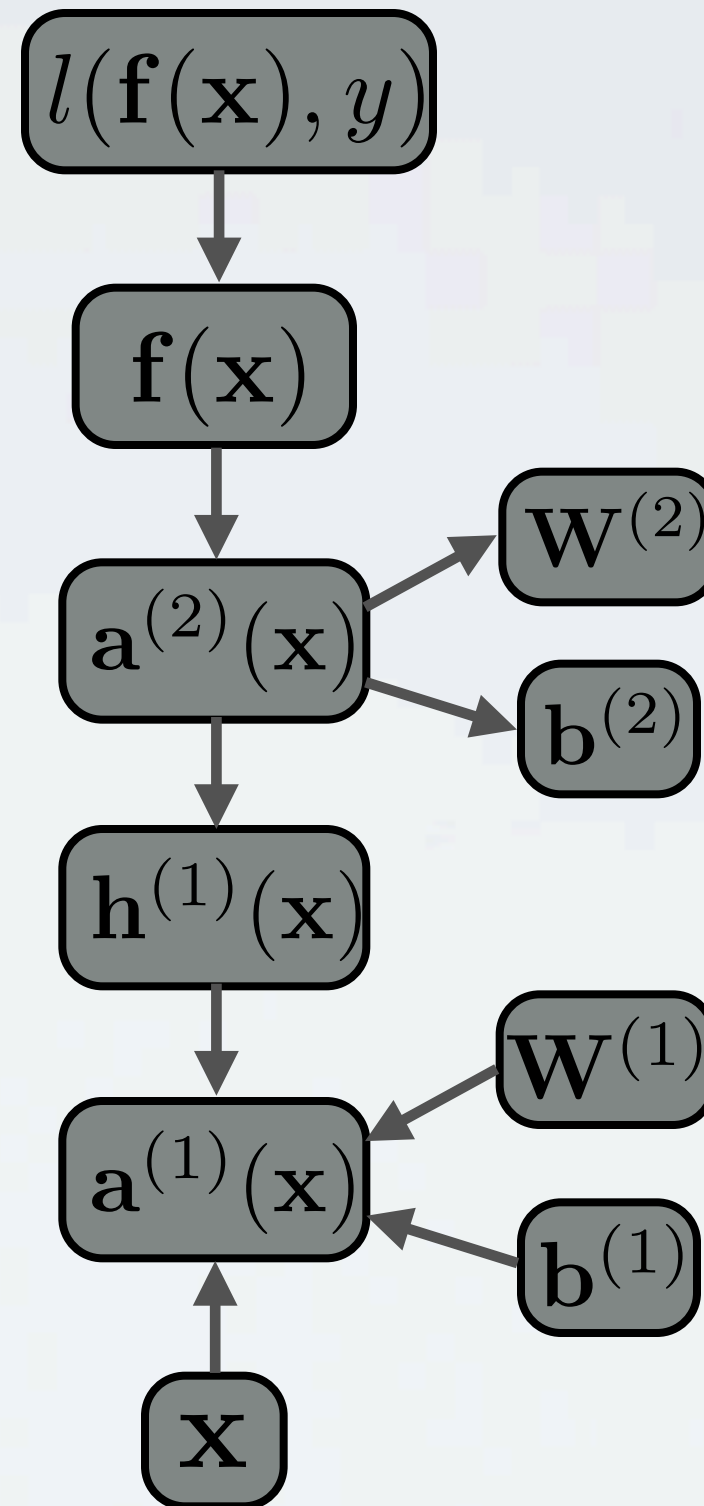 l(f(x), y)
f(x)
a^(2)(x)
W^(2)
b^(2)
h^(1)(x)
a^(1)(x)
W^(1)
b^(1)
x